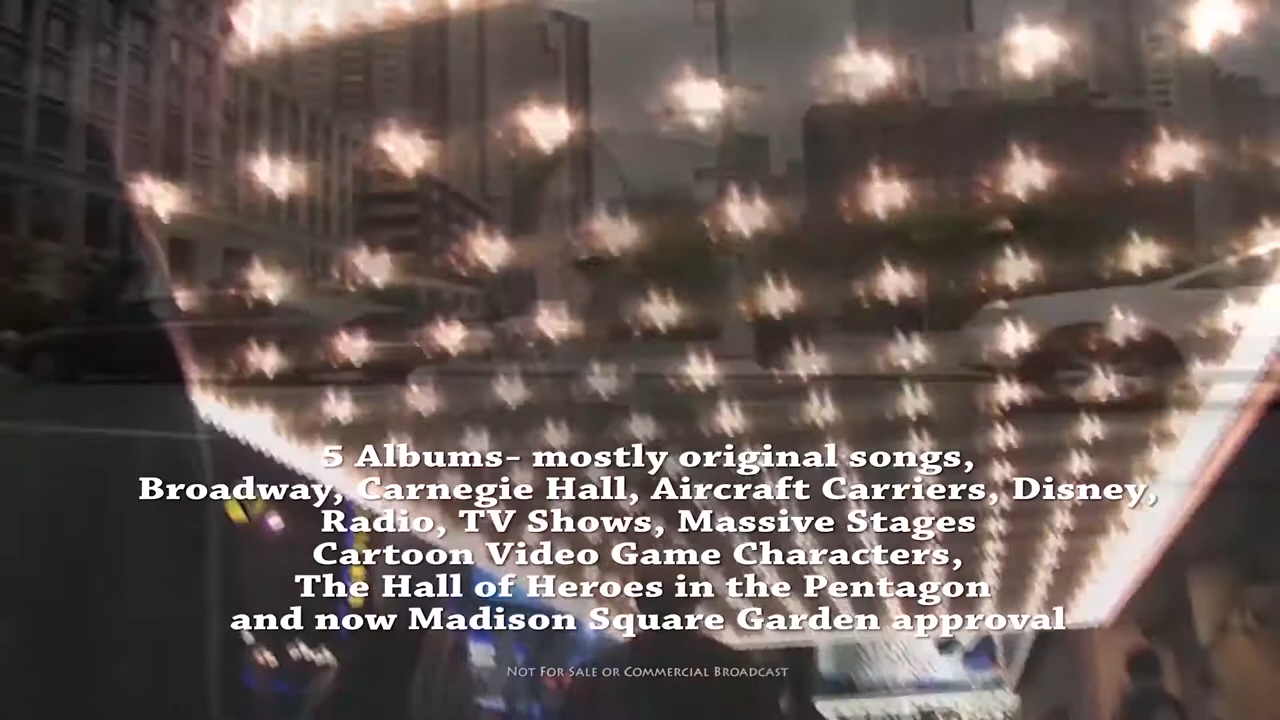 5 Albums- mostly original songs,
Broadway, Carnegie Hall, Aircraft Carriers, Disney,
Radio, TV Shows, Massive Stages
Cartoon Video Game Characters,
The Hall of Heroes in the Pentagon
and now Madison Square Garden approval
Not For Sale or Commercial Broadcast